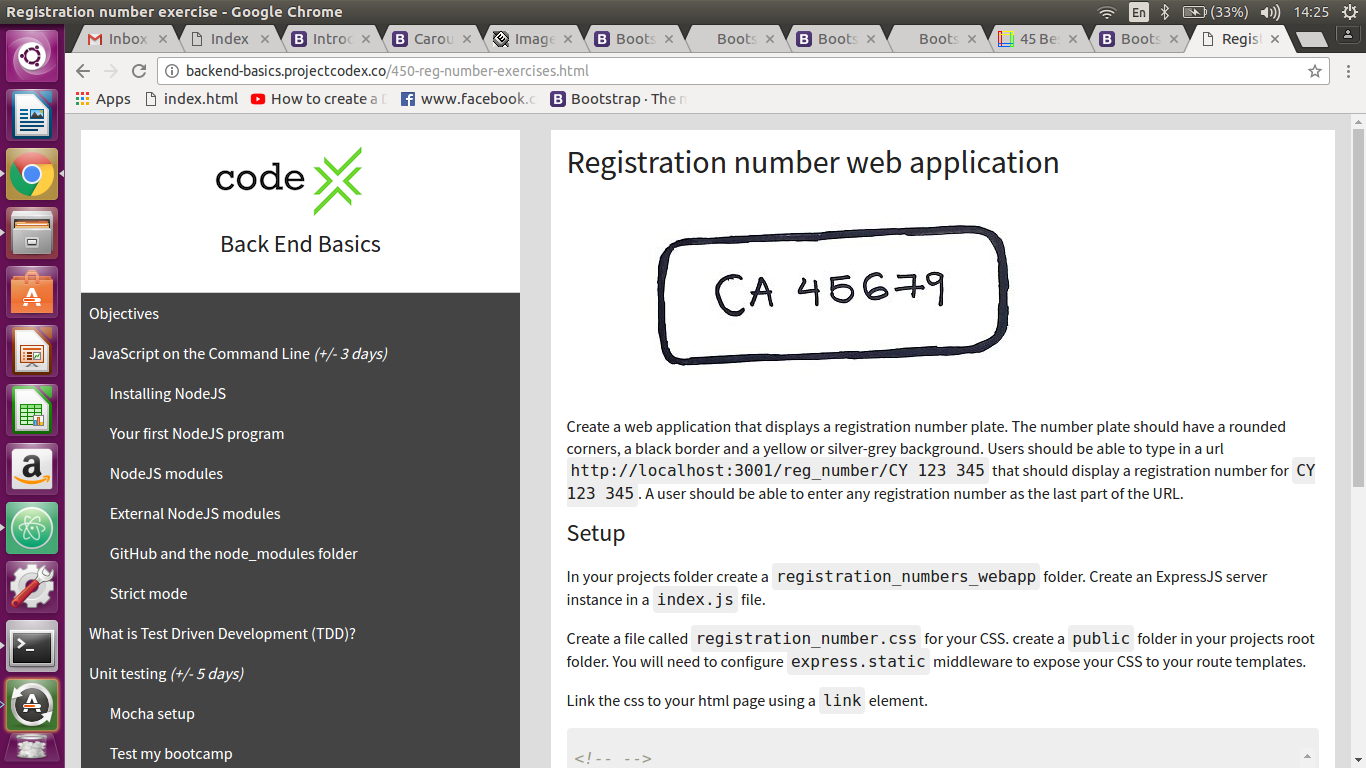 Registration number exercise - Google Chrome
En
(33%)
14:25
Inbox
Index
Introd
Carou
Image
Boots
Boots
Boots
Boots
45 Be
Boots
Regis
backend-basics.projectcodex.co/450-reg-number-exercises.html
Apps
index.html
How to create a
www.facebook.c
Bootstrap · The
code
Back End Basics
Objectives
JavaScript on the Command Line (+/- 3 days)
Installing NodeJS
Your first NodeJS program
NodeJS modules
External NodeJS modules
GitHub and the node_modules folder
Strict mode
What is Test Driven Development (TDD)?
Unit testing (+/- 5 days)
Mocha setup
Test my bootcamp
Registration number web application
CA 45679
Create a web application that displays a registration number plate. The number plate should have a rounded
corners, a black border and a yellow or silver-grey background. Users should be able to type in a url
http://localhost:3001/reg_number/CY 123 345 that should display a registration number for CY
123 345 . A user should be able to enter any registration number as the last part of the URL.
Setup
In your projects folder create a registration_numbers_webapp folder. Create an ExpressJS server
instance in a index.js file.
Create a file called registration_number.css for your CSS. create a public folder in your projects root
folder. You will need to configure express.static middleware to expose your CSS to your route templates.
Link the css to your html page using a link element.
<!-- -->